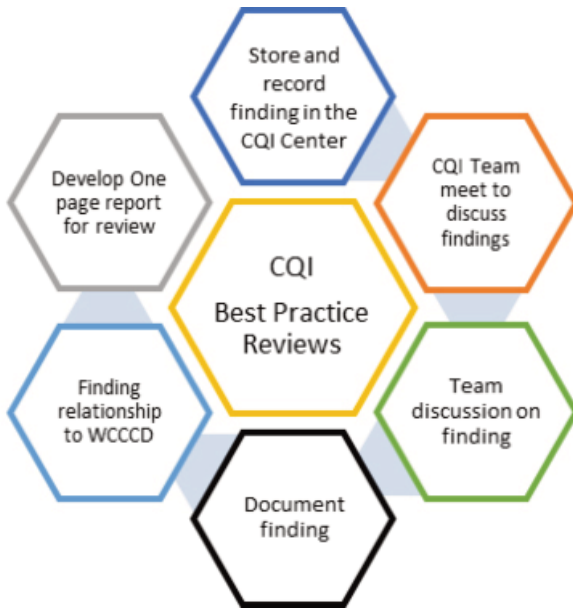 Store and
record
finding in the
CQI Center
CQI Team
meet to
discuss
findings
Team
discussion on
finding
Document
finding
Finding
relationship
to WCCCD
Develop One
page report
for review
CQI
Best Practice
Reviews